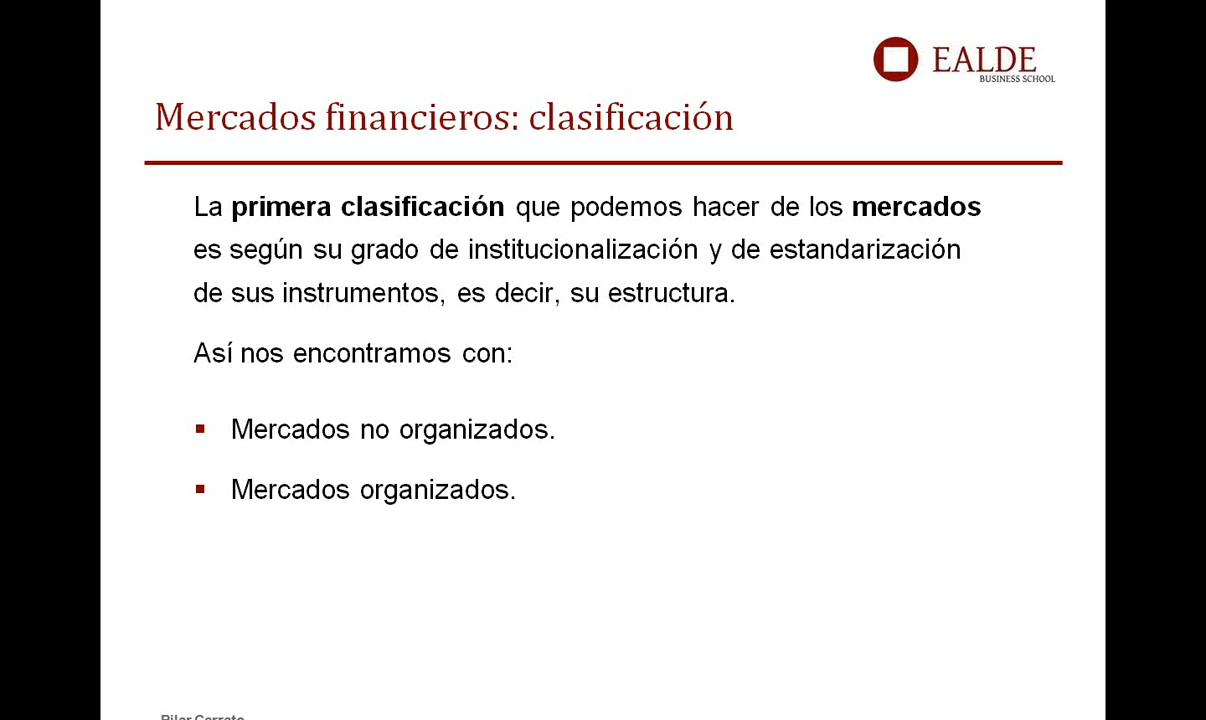 EALDE
BUSINESS SCHOOL
Mercados financieros: clasificación
La primera clasificación que podemos hacer de los mercados
es según su grado de institucionalización y de estandarización
de sus instrumentos, es decir, su estructura.
Así nos encontramos con:
▪ Mercados no organizados.
▪ Mercados organizados.